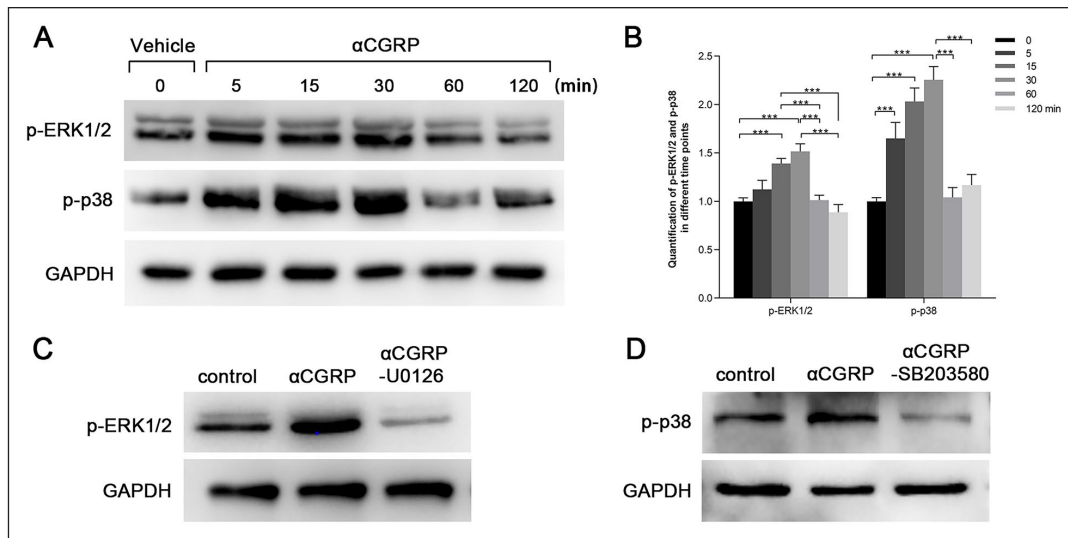 A
Vehicle αCGRP
0 5 15 30 60 120 (min)
p-ERK1/2
p-p38
GAPDH
B
Quantification of p-ERK1/2 and p-p38
in different time points
2.5
2.0
1.5
1.0
0.5
0.0
*** *** *** *** *** ***
*** *** *** *** ***
p-ERK1/2 p-p38
0
5
15
30
60
120 min
C
control αCGRP αCGRP
-U0126
p-ERK1/2
GAPDH
D
control αCGRP αCGRP
-SB203580
p-p38
GAPDH